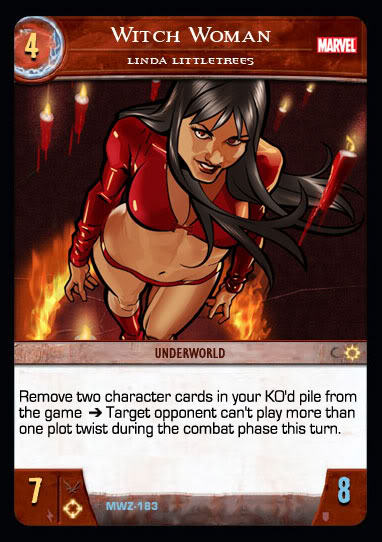 4
WITCH WOMAN
LINDA LITTLETREES
MARVEL
UNDERWORLD
Remove two character cards in your KO'd pile from
the game ➔ Target opponent can't play more than
one plot twist during the combat phase this turn.
7
MWZ-183
8